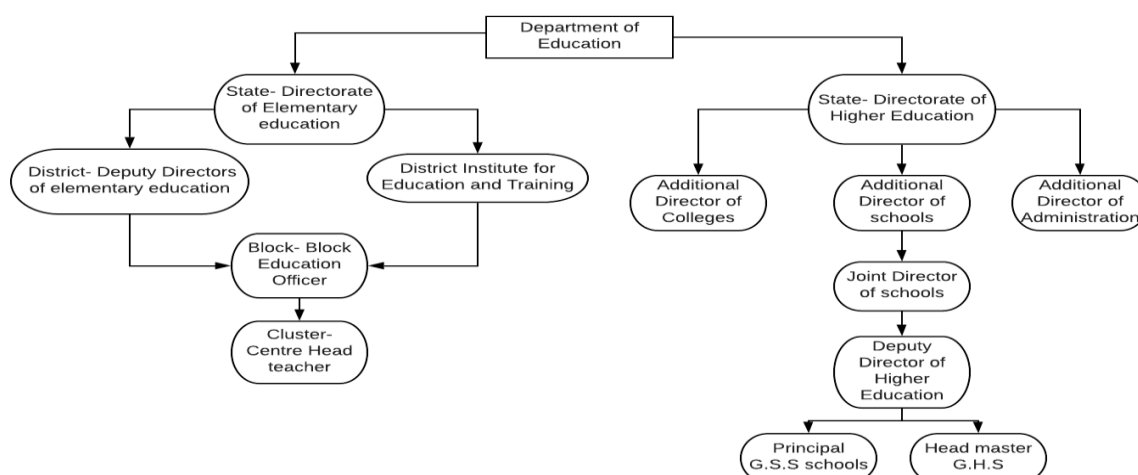 Department of
Education
State- Directorate
of Elementary
education
State- Directorate of
Higher Education
District- Deputy Directors
of elementary education
District Institute for
Education and Training
Additional
Director of
Colleges
Additional
Director of
schools
Additional
Director of
Administration
Block- Block
Education
Officer
Joint Director
of schools
Cluster-
Centre Head
teacher
Deputy
Director of
Higher
Education
Principal
G.S.S schools
Head master
G.H.S